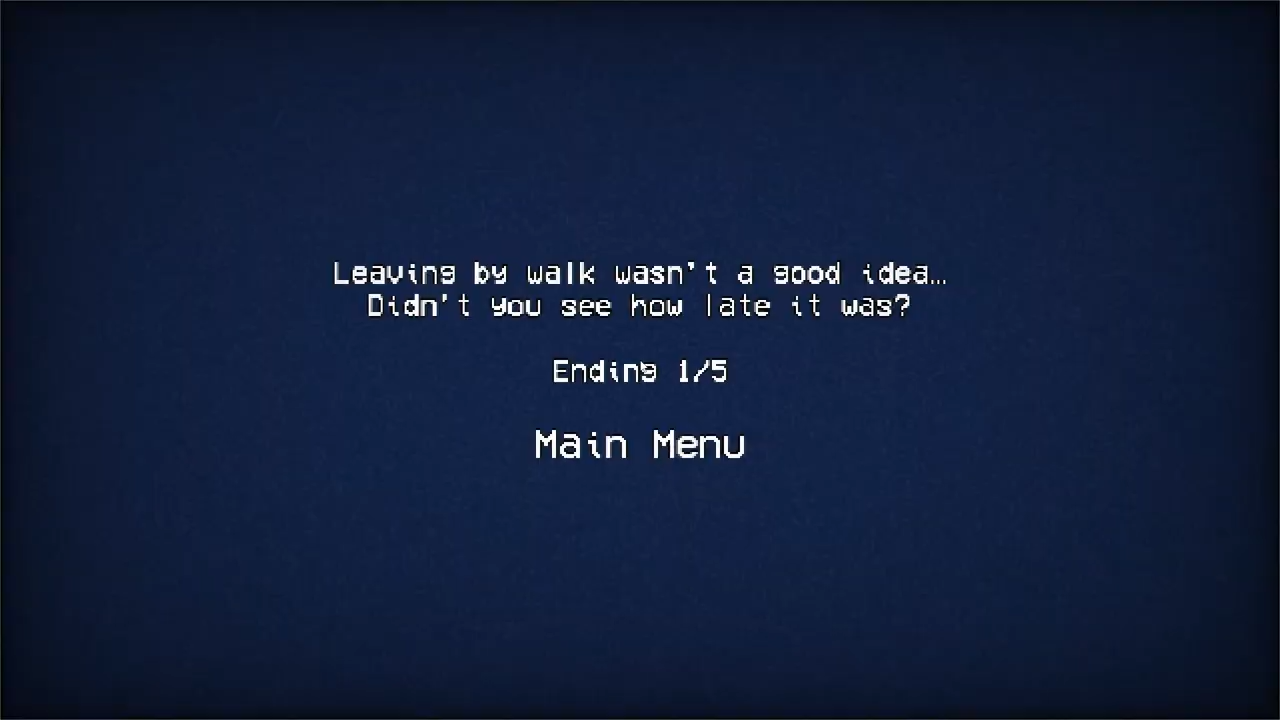 Leaving by walk wasn't a good idea...
Didn't you see how late it was?
Ending 1/5
Main Menu